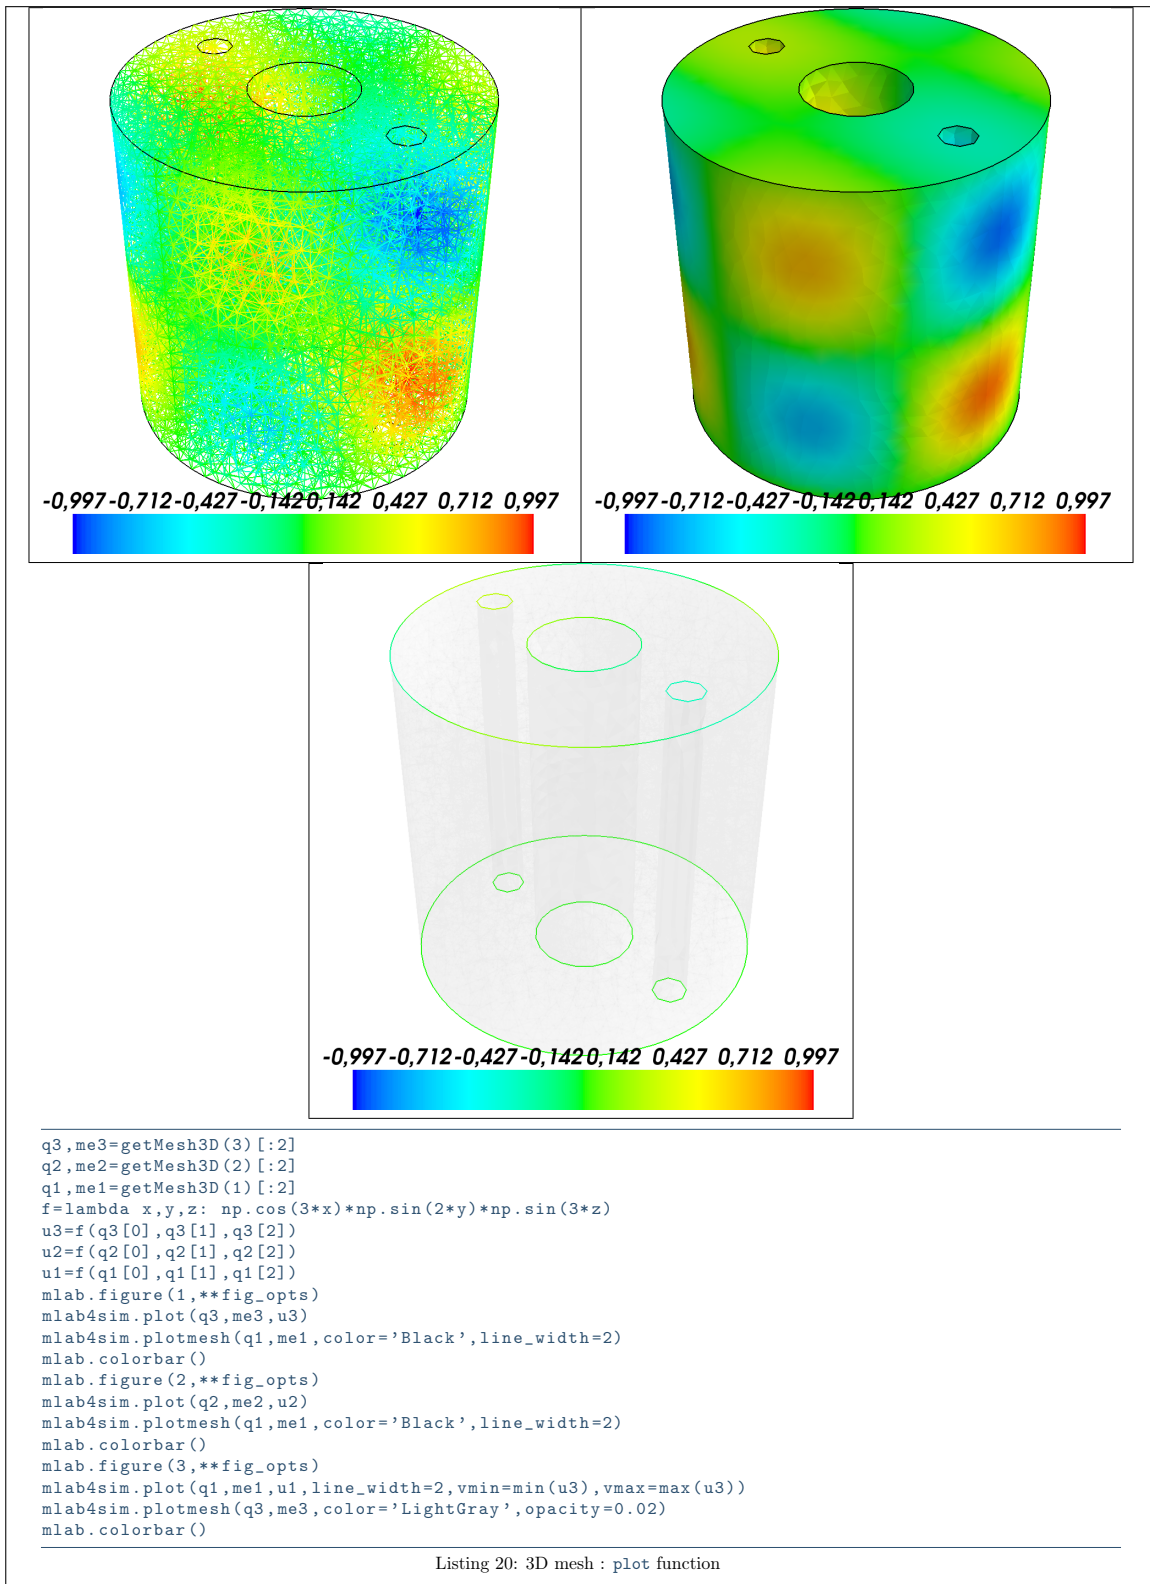 -0,997 -0,712 -0,427 -0,142 0,142 0,427 0,712 0,997
-0,997 -0,712 -0,427 -0,142 0,142 0,427 0,712 0,997
-0,997 -0,712 -0,427 -0,142 0,142 0,427 0,712 0,997
q3,me3=getMesh3D(3)[:2]
q2,me2=getMesh3D(2)[:2]
q1,me1=getMesh3D(1)[:2]
f=lambda x,y,z: np.cos(3*x)*np.sin(2*y)*np.sin(3*z)
u3=f(q3[0],q3[1],q3[2])
u2=f(q2[0],q2[1],q2[2])
u1=f(q1[0],q1[1],q1[2])
mlab.figure(1,**fig_opts)
mlab4sim.plot(q3,me3,u3)
mlab4sim.plotmesh(q1,me1,color='Black',line_width=2)
mlab.colorbar()
mlab.figure(2,**fig_opts)
mlab4sim.plot(q2,me2,u2)
mlab4sim.plotmesh(q1,me1,color='Black',line_width=2)
mlab.colorbar()
mlab.figure(3,**fig_opts)
mlab4sim.plot(q1,me1,u1,line_width=2,vmin=min(u3),vmax=max(u3))
mlab4sim.plotmesh(q3,me3,color='LightGray',opacity=0.02)
mlab.colorbar()
Listing 20: 3D mesh : plot function